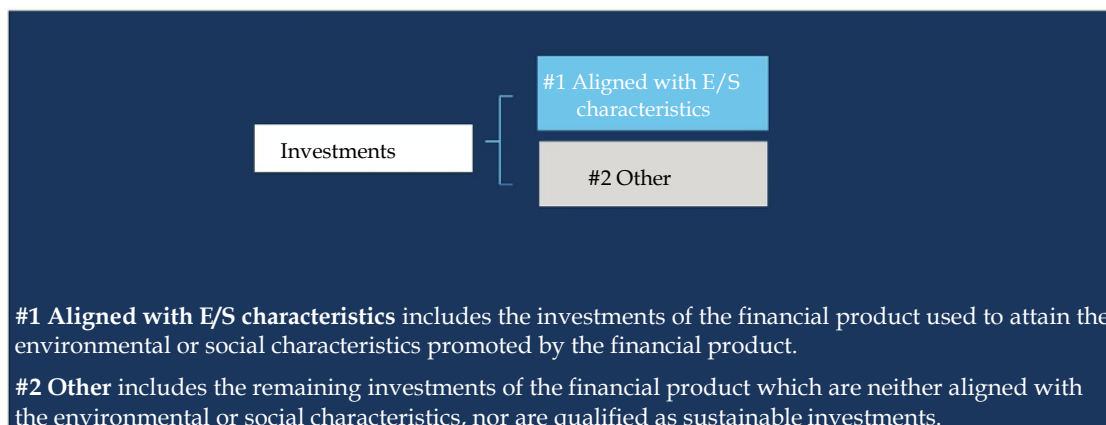 #1 Aligned with E/S
characteristics
Investments
#2 Other
#1 Aligned with E/S characteristics includes the investments of the financial product used to attain the
environmental or social characteristics promoted by the financial product.
#2 Other includes the remaining investments of the financial product which are neither aligned with
the environmental or social characteristics, nor are qualified as sustainable investments.